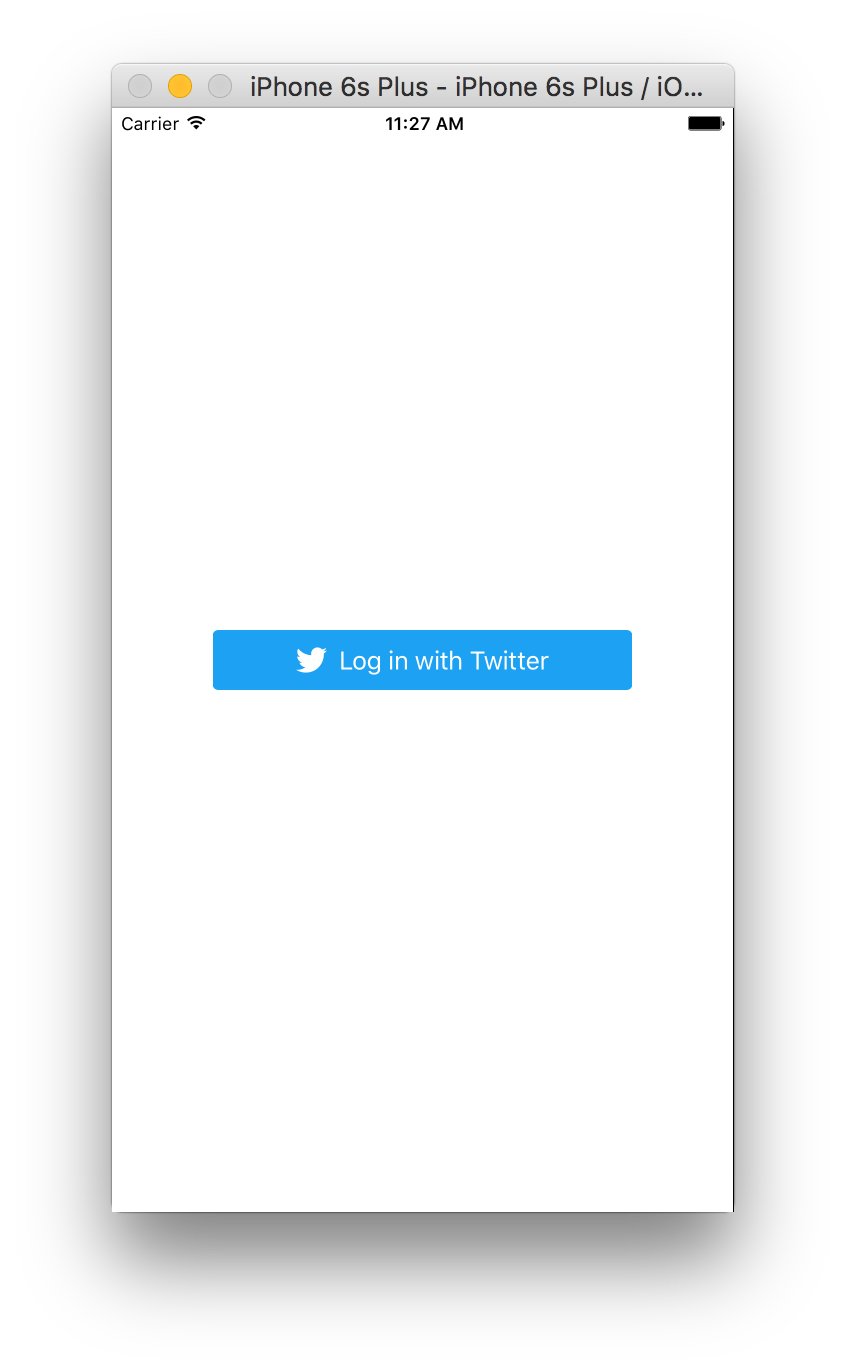 iPhone 6s Plus - iPhone 6s Plus / iO...
Carrier 11:27 AM
Log in with Twitter